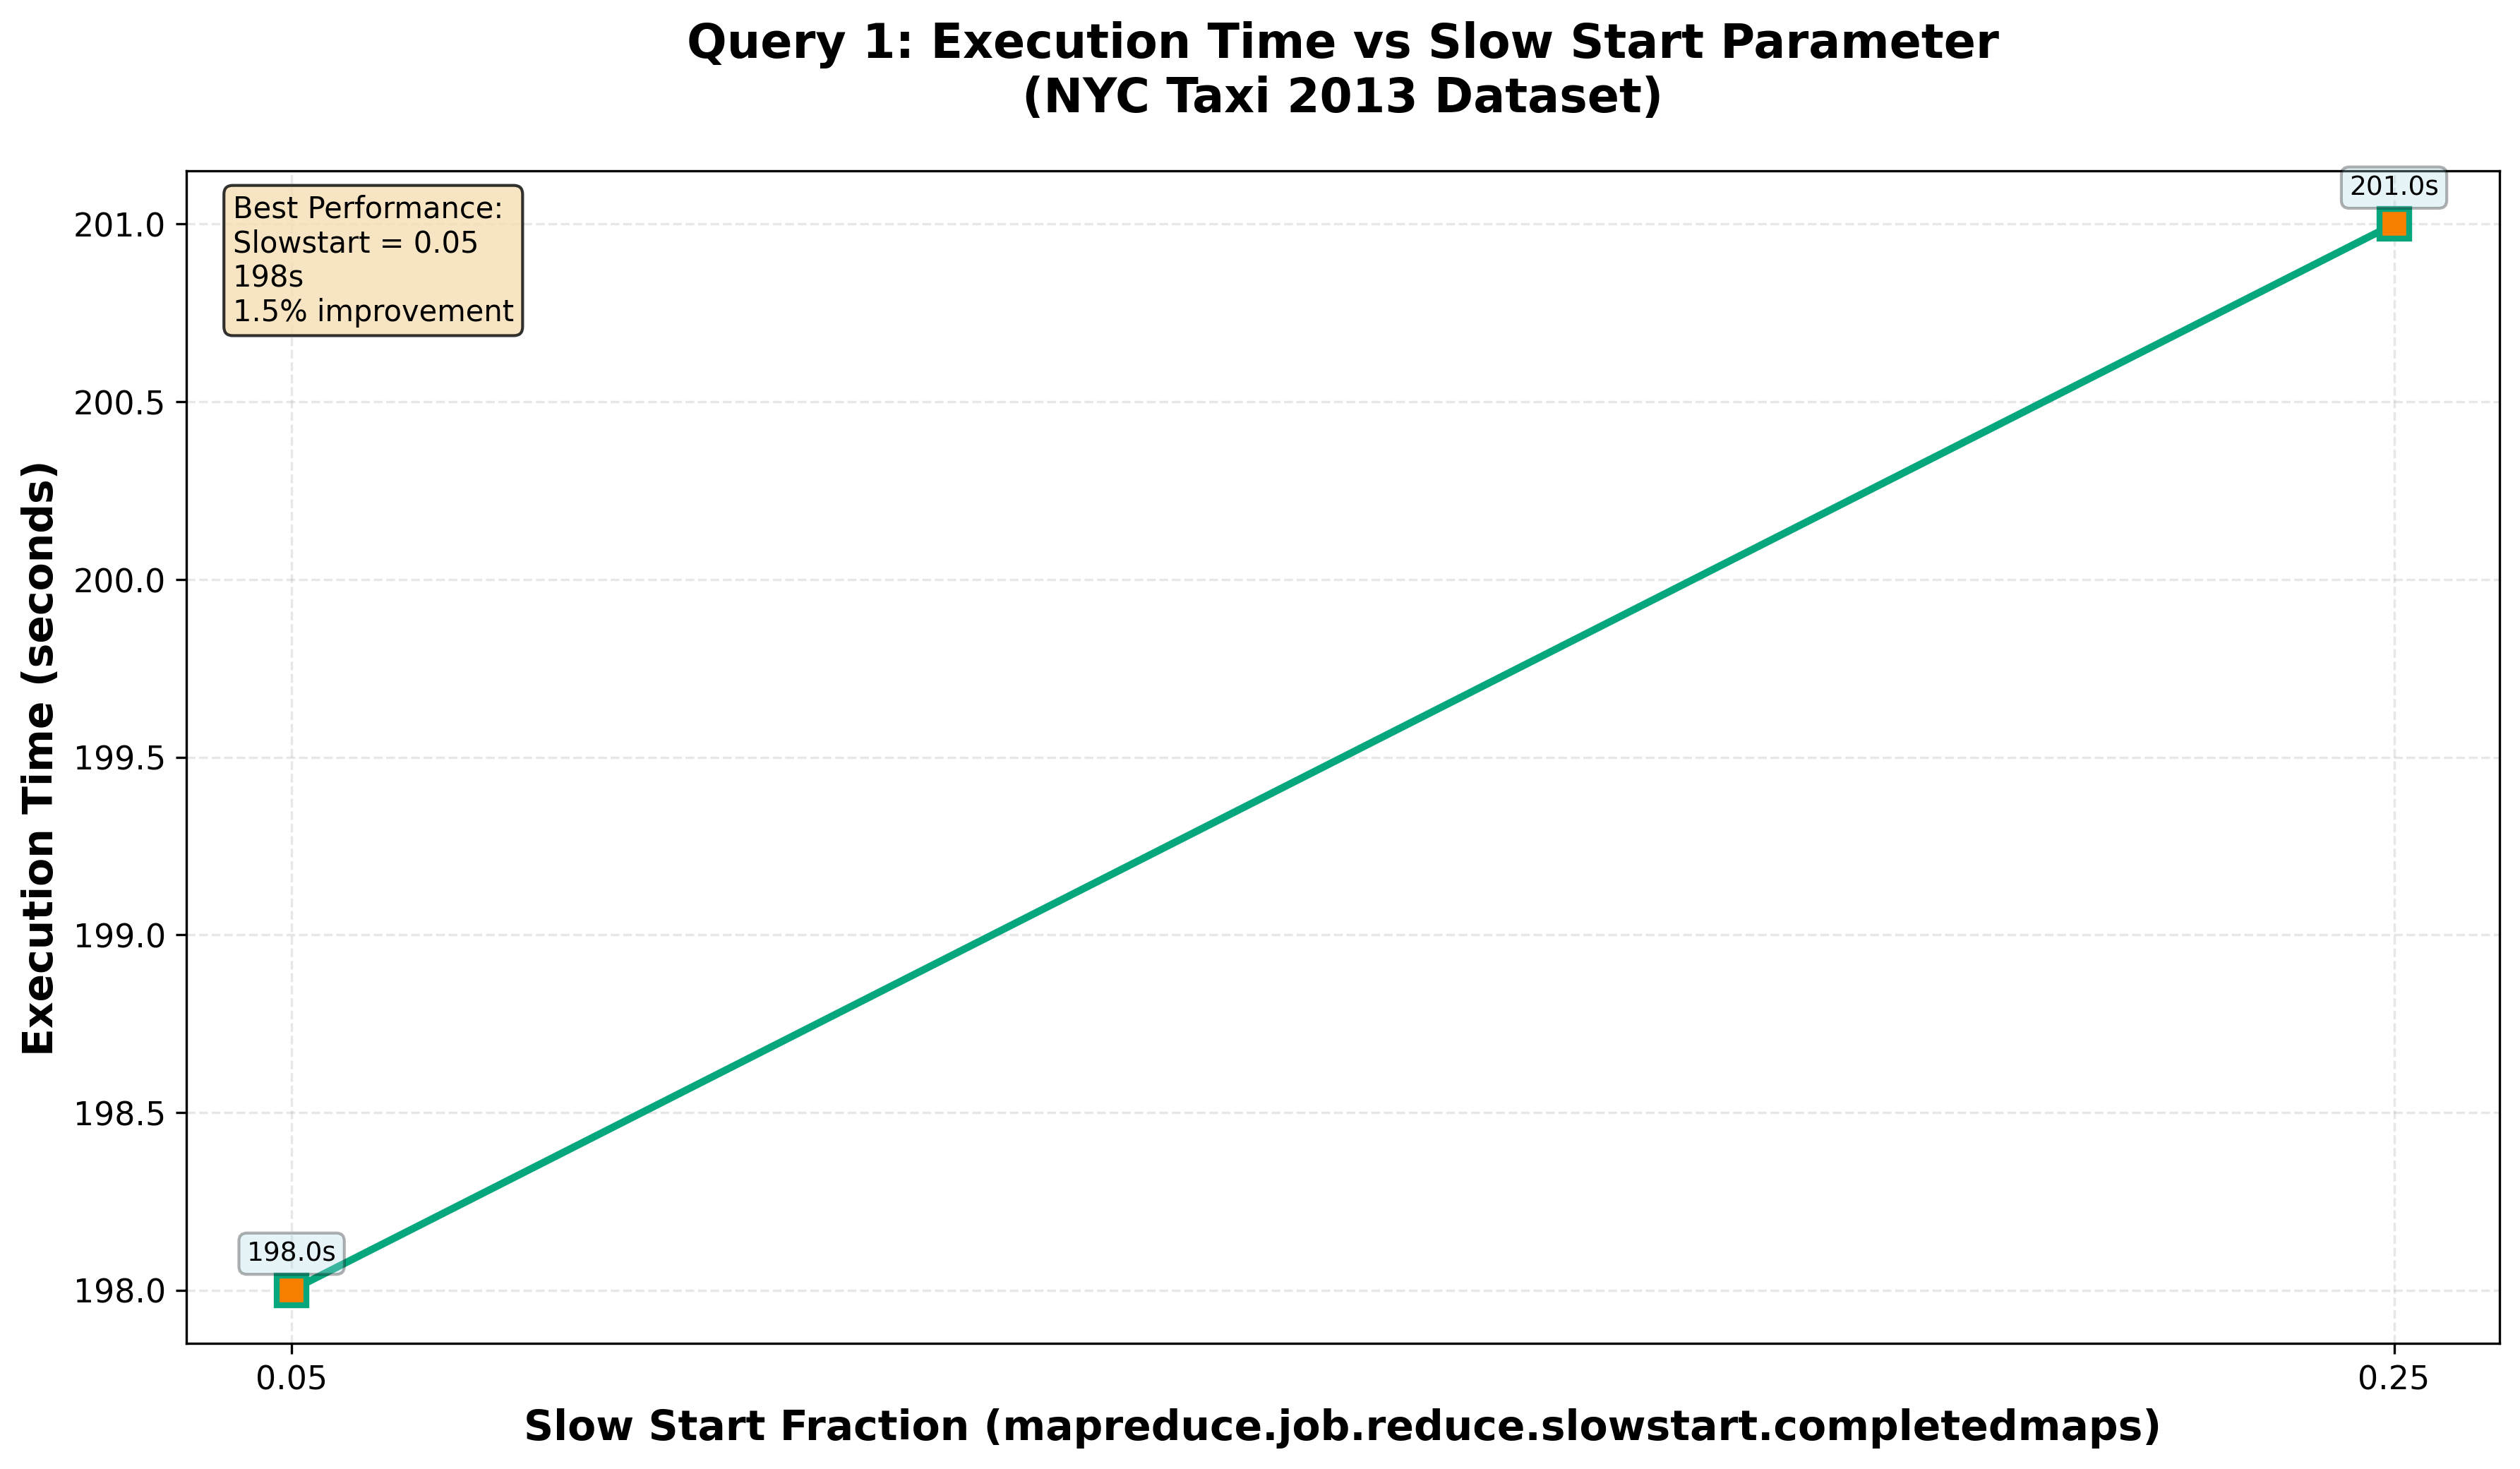 Query 1: Execution Time vs Slow Start Parameter
(NYC Taxi 2013 Dataset)
201.0s
Best Performance:
Slowstart = 0.05
198s
1.5% improvement
201.0
200.5
200.0
199.5
199.0
198.5
198.0
Execution Time (seconds)
198.0s
0.05
0.25
Slow Start Fraction (mapreduce.job.reduce.slowstart.completedmaps)